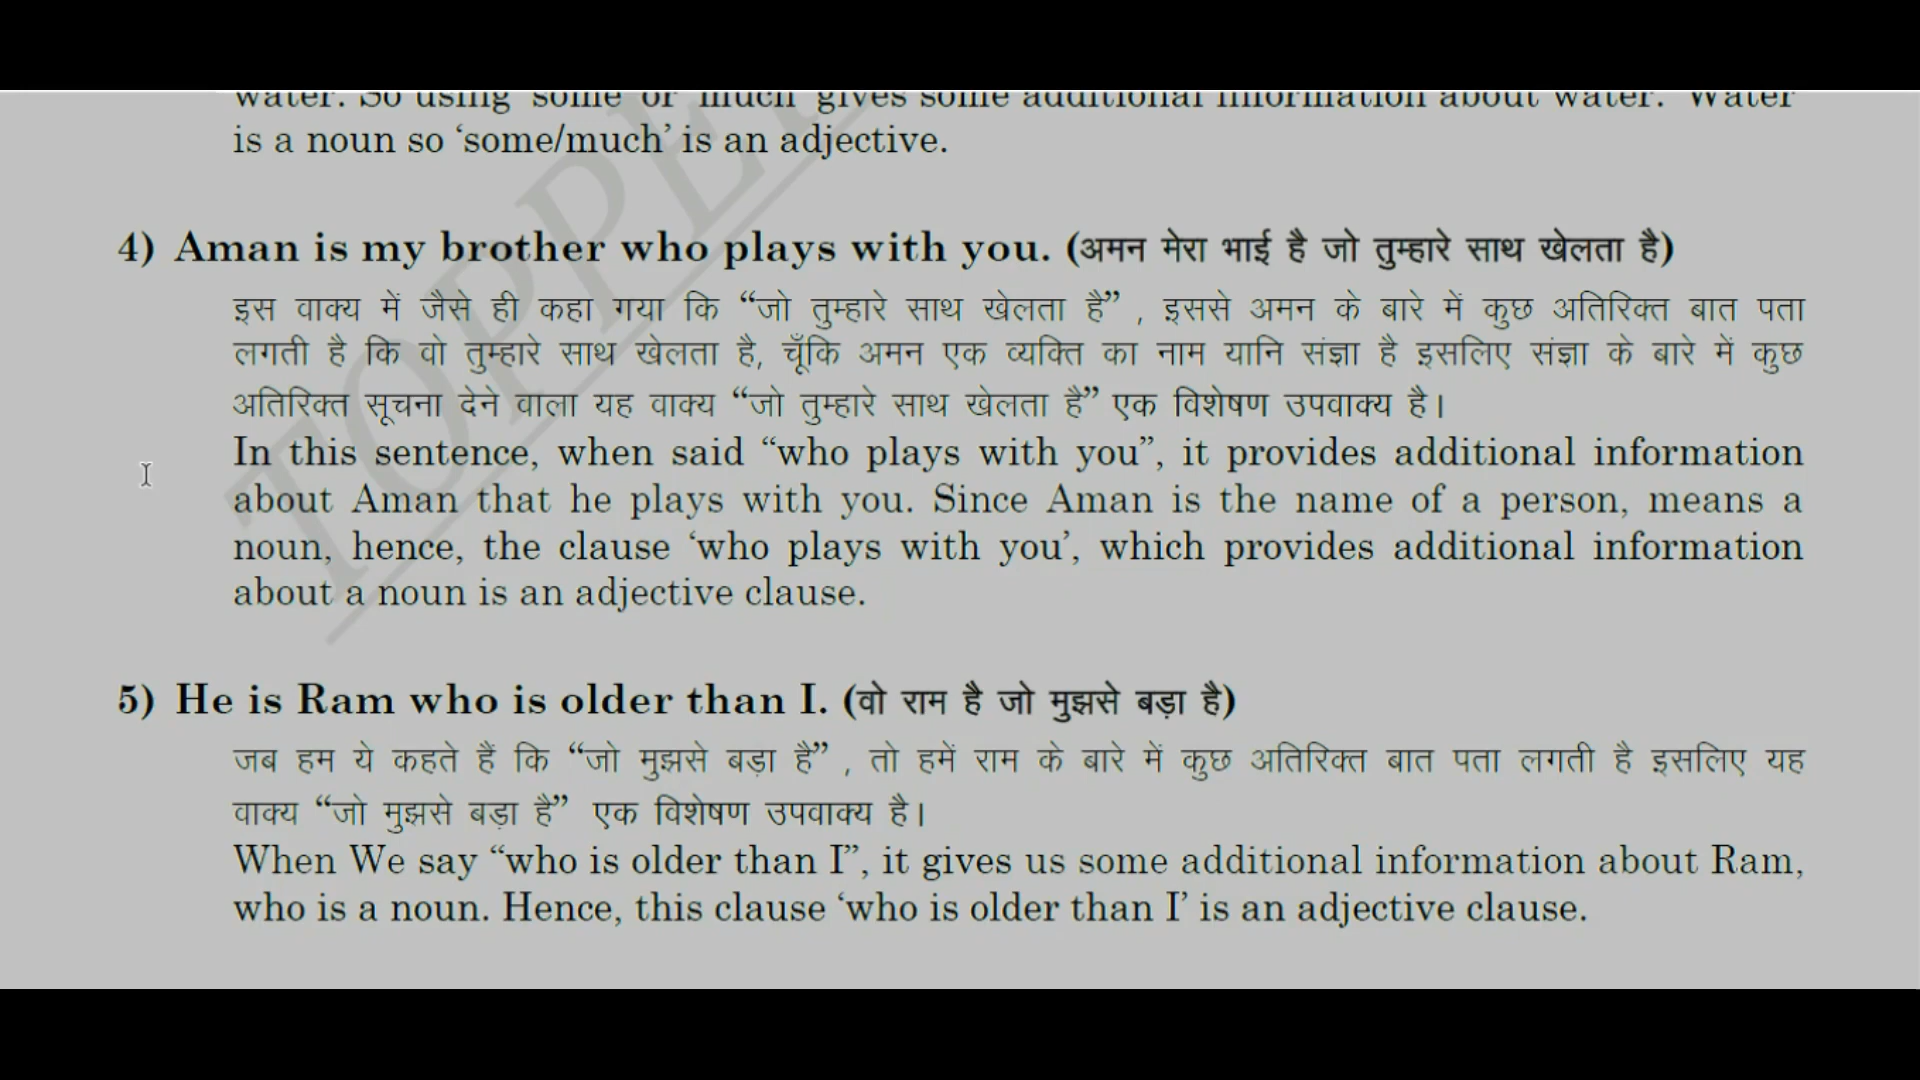 water. So using 'some or much' gives some additional information about water. Water
is a noun so ‘some/much’ is an adjective.
4) Aman is my brother who plays with you. (अमन मेरा भाई है जो तुम्हारे साथ खेलता है)
इस वाक्य में जैसे ही कहा गया कि “जो तुम्हारे साथ खेलता है” , इससे अमन के बारे में कुछ अतिरिक्त बात पता
लगती है कि वो तुम्हारे साथ खेलता है, चूँकि अमन एक व्यक्ति का नाम यानि संज्ञा है इसलिए संज्ञा के बारे में कुछ
अतिरिक्त सूचना देने वाला यह वाक्य “जो तुम्हारे साथ खेलता है” एक विशेषण उपवाक्य है।
In this sentence, when said “who plays with you”, it provides additional information
about Aman that he plays with you. Since Aman is the name of a person, means a
noun, hence, the clause ‘who plays with you’, which provides additional information
about a noun is an adjective clause.
5) He is Ram who is older than I. (वो राम है जो मुझसे बड़ा है)
जब हम ये कहते हैं कि “जो मुझसे बड़ा है” , तो हमें राम के बारे में कुछ अतिरिक्त बात पता लगती है इसलिए यह
वाक्य “जो मुझसे बड़ा है” एक विशेषण उपवाक्य है।
When We say “who is older than I”, it gives us some additional information about Ram,
who is a noun. Hence, this clause ‘who is older than I’ is an adjective clause.